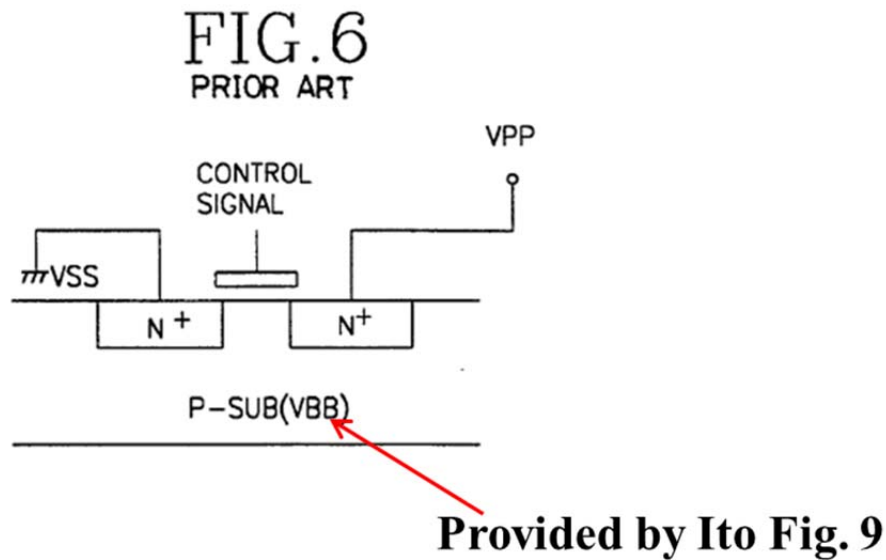 FIG.6
PRIOR ART
VPP
CONTROL
SIGNAL
VSS
N+
N+
P-SUB(VBB)
Provided by Ito Fig. 9